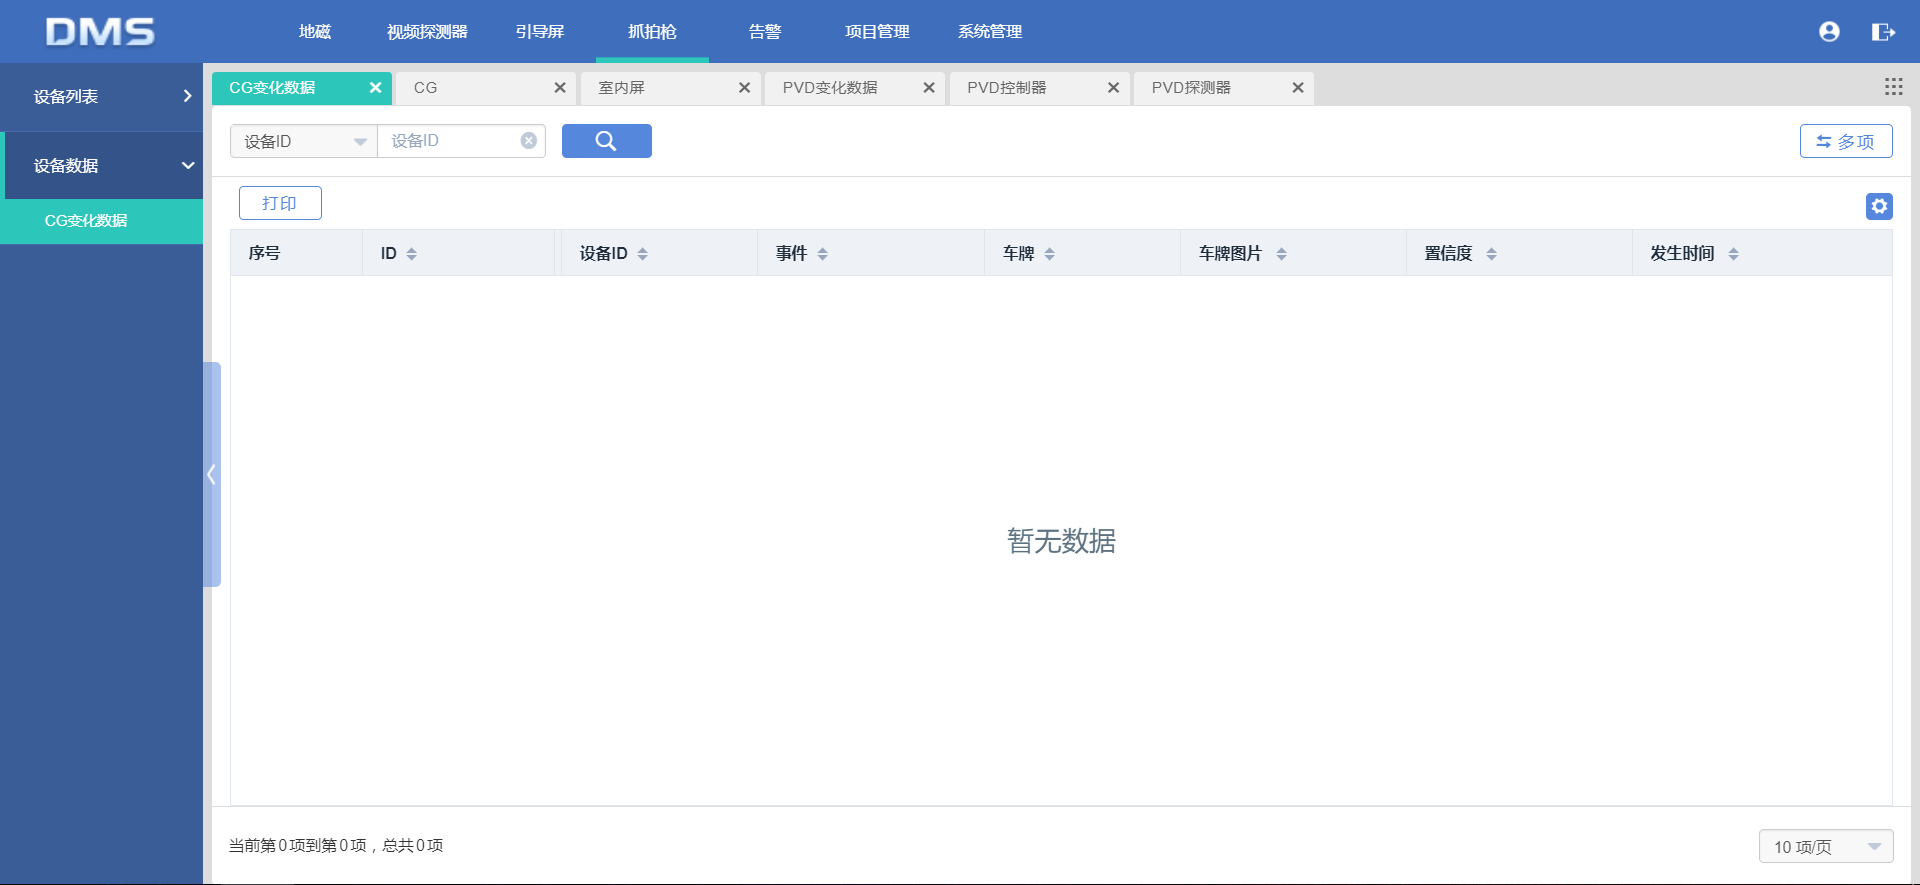 DMS 地磁 视频探测器 引导屏 抓拍枪 告警 项目管理 系统管理
设备列表
设备数据
CG变化数据
CG变化数据 CG 室内屏 PVD变化数据 PVD控制器 PVD探测器
设备ID 设备ID 多项
打印
序号 ID 设备ID 事件 车牌 车牌图片 置信度 发生时间
暂无数据
当前第0项到第0项，总共0项 10 项/页